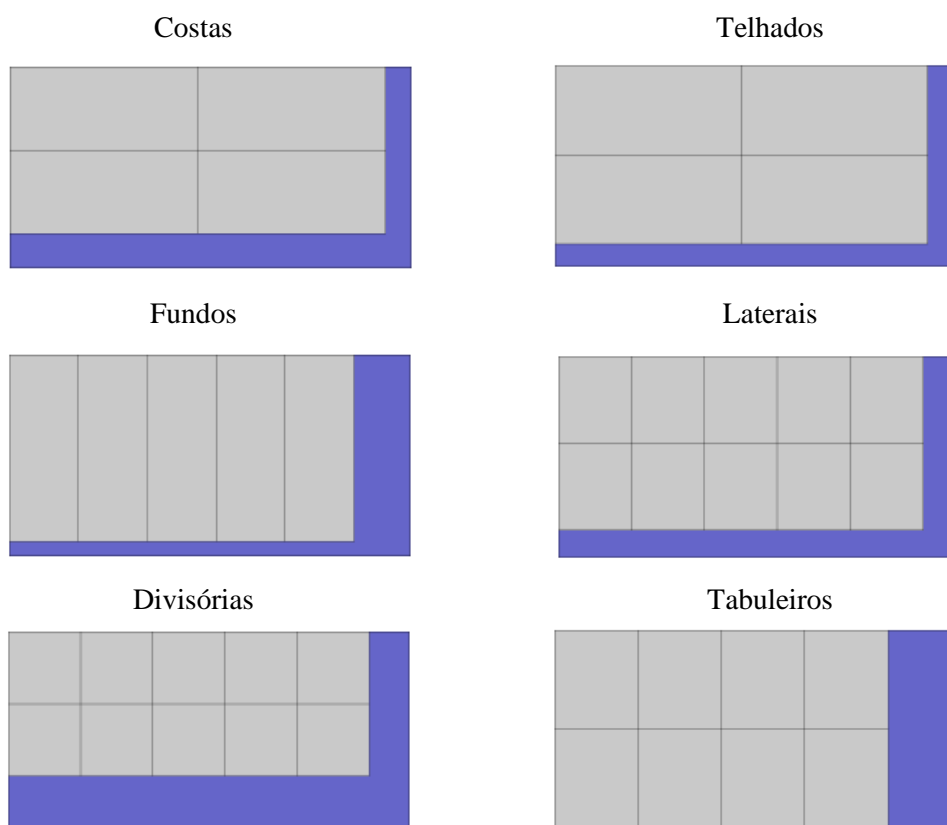 Costas
Telhados
Fundos
Laterais
Divisórias
Tabuleiros